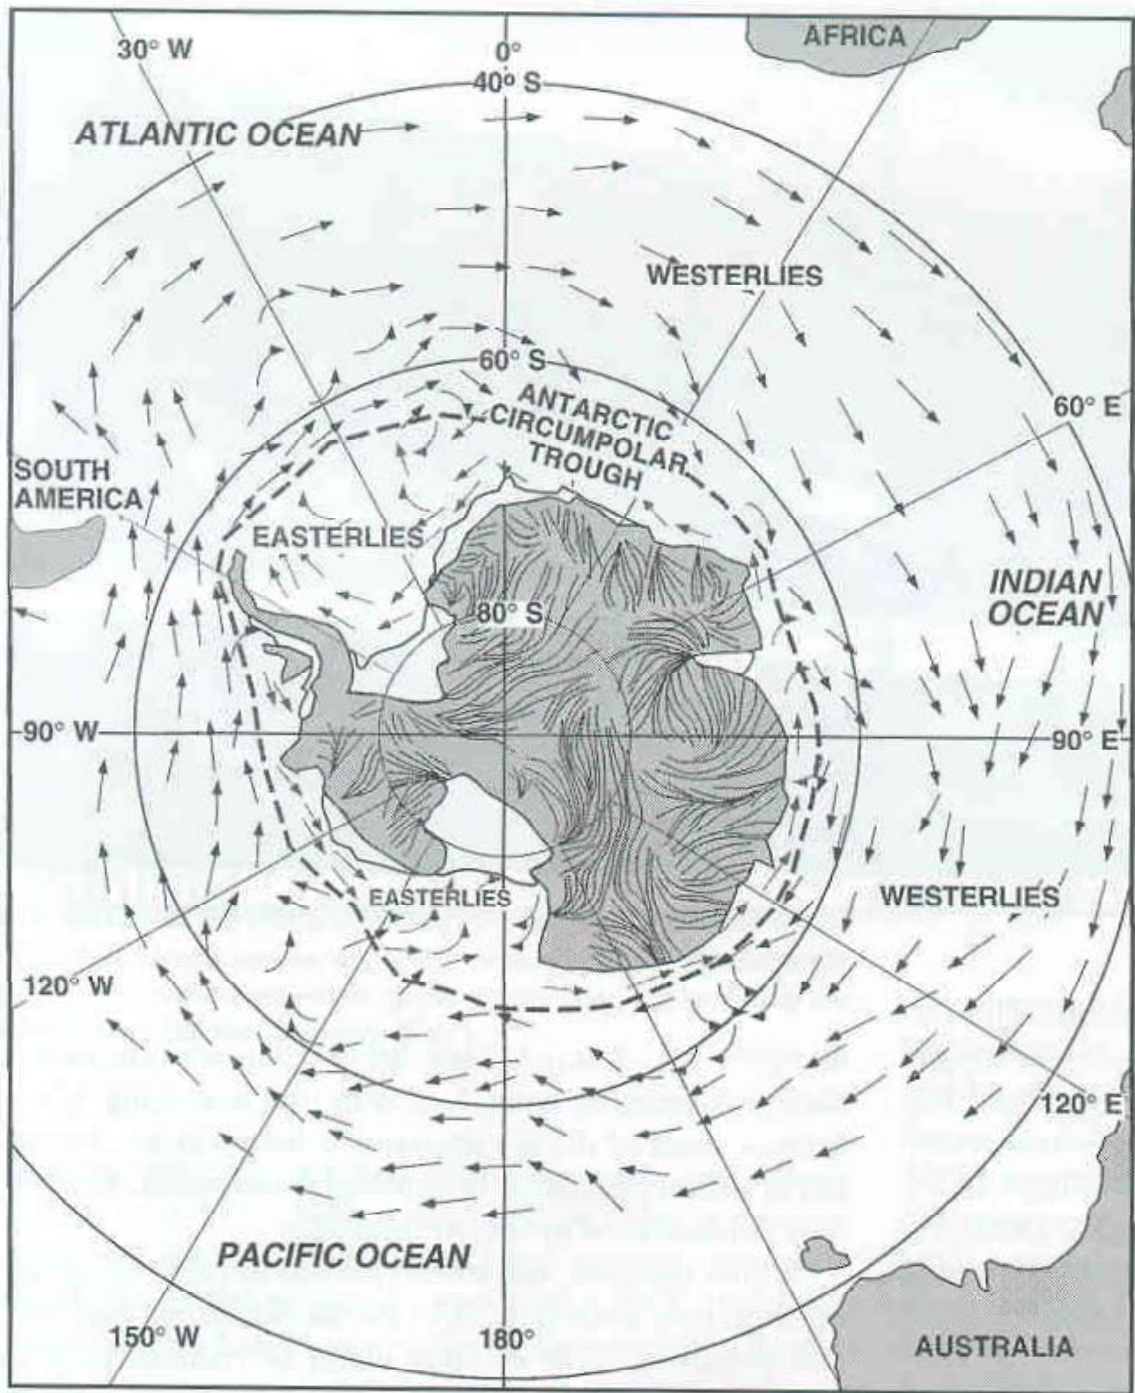 AFRICA
30° W
0°
40° S
ATLANTIC OCEAN
WESTERLIES
60° S
ANTARCTIC
CIRCUMPOLAR
TROUGH
60° E
SOUTH
AMERICA
EASTERLIES
INDIAN
OCEAN
80° S
90° W
90° E
EASTERLIES
WESTERLIES
120° W
120° E
PACIFIC OCEAN
150° W
180°
AUSTRALIA